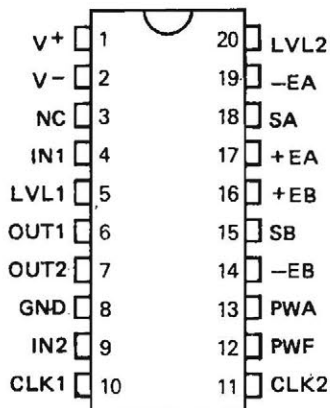 V+ 1 20 LVL2
V− 2 19 −EA
NC 3 18 SA
IN1 4 17 +EA
LVL1 5 16 +EB
OUT1 6 15 SB
OUT2 7 14 −EB
GND 8 13 PWA
IN2 9 12 PWF
CLK1 10 11 CLK2